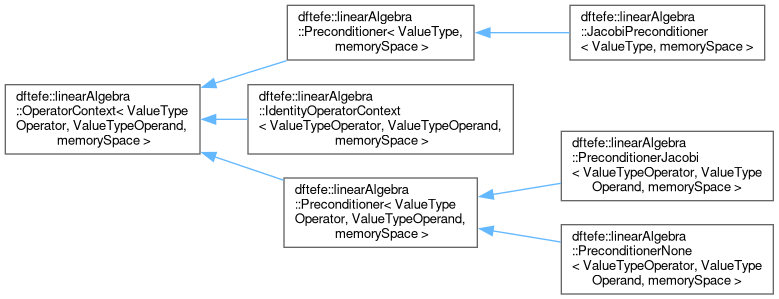 dftefe::linearAlgebra
::Preconditioner< ValueType,
memorySpace >
dftefe::linearAlgebra
::JacobiPreconditioner
< ValueType, memorySpace >
dftefe::linearAlgebra
::OperatorContext< ValueType
Operator, ValueTypeOperand,
memorySpace >
dftefe::linearAlgebra
::IdentityOperatorContext
< ValueTypeOperator, ValueTypeOperand,
memorySpace >
dftefe::linearAlgebra
::Preconditioner< ValueType
Operator, ValueTypeOperand,
memorySpace >
dftefe::linearAlgebra
::PreconditionerJacobi
< ValueTypeOperator, ValueType
Operand, memorySpace >
dftefe::linearAlgebra
::PreconditionerNone
< ValueTypeOperator, ValueType
Operand, memorySpace >